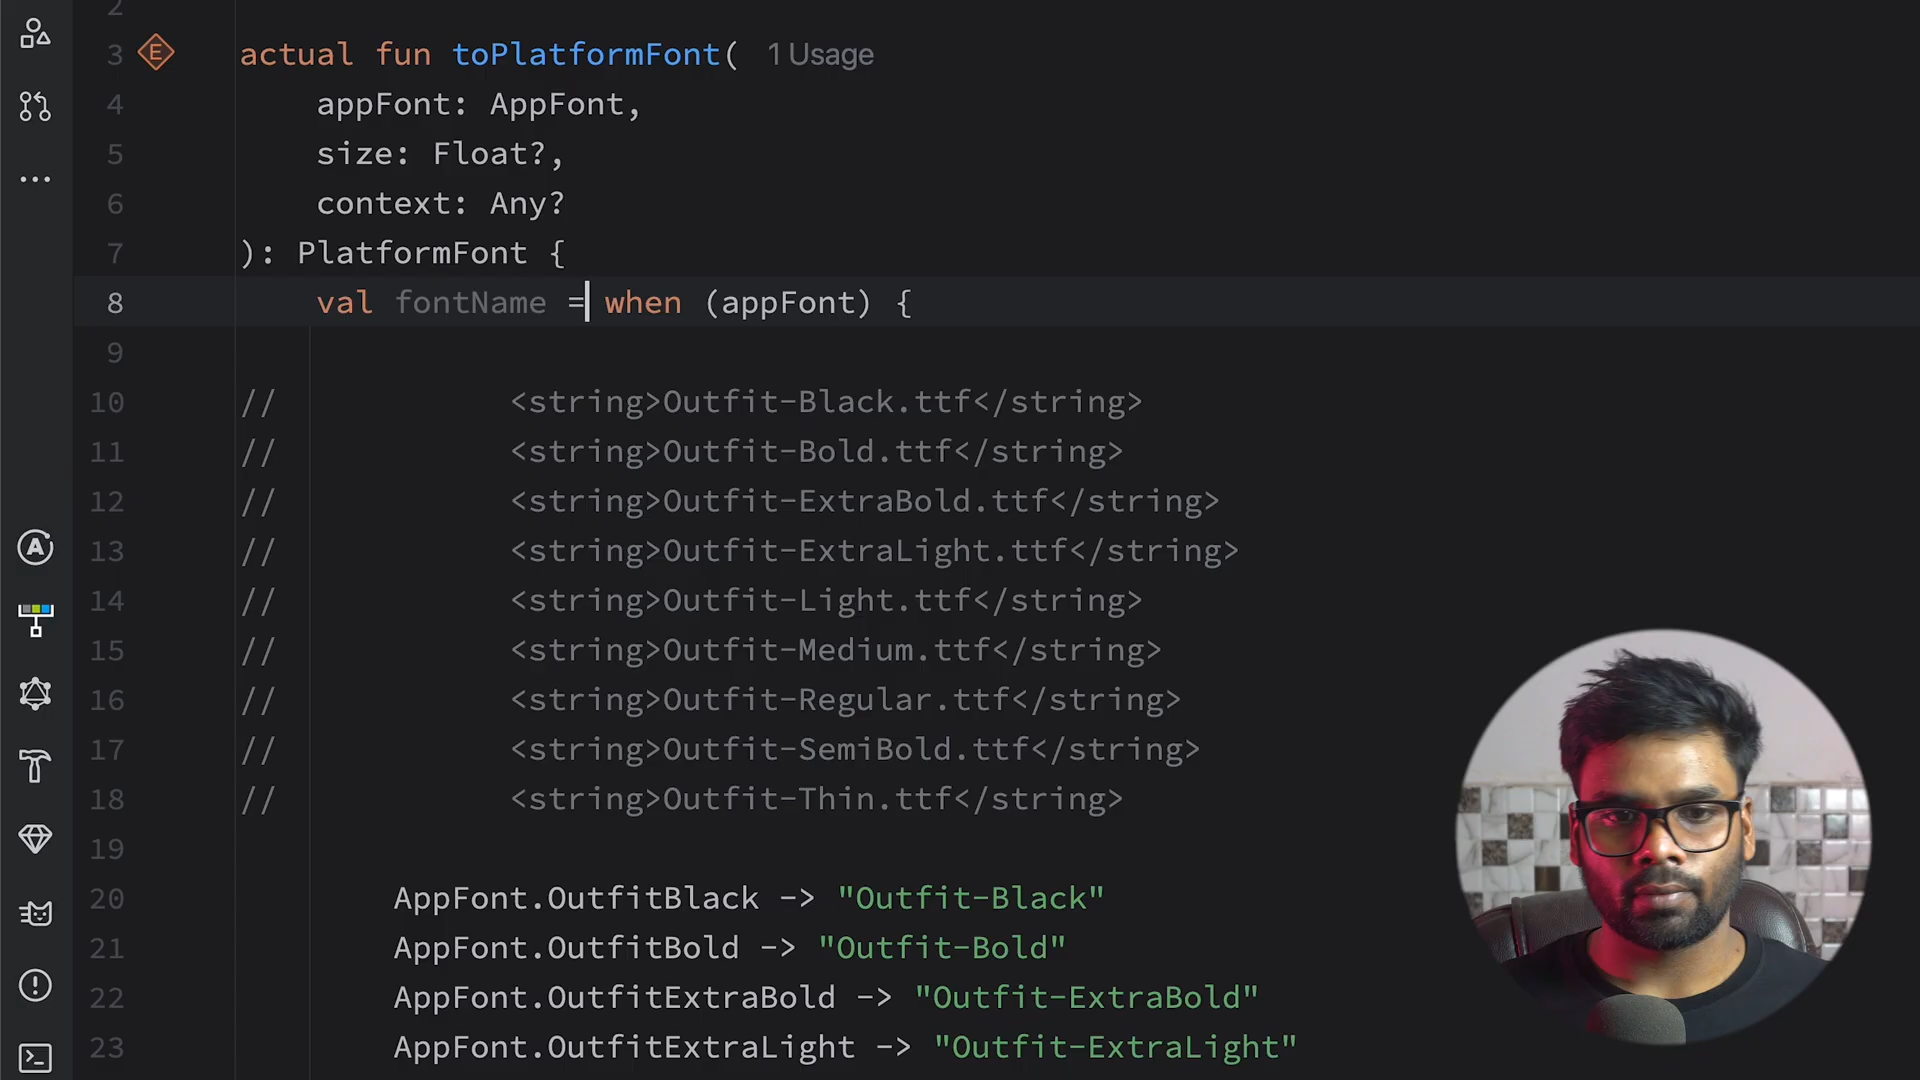 2
3 E actual fun toPlatformFont( 1 Usage
4 appFont: AppFont,
5 size: Float?,
6 context: Any?
7 ): PlatformFont {
8 val fontName = when (appFont) {
9
10 // <string>Outfit-Black.ttf</string>
11 // <string>Outfit-Bold.ttf</string>
12 // <string>Outfit-ExtraBold.ttf</string>
13 // <string>Outfit-ExtraLight.ttf</string>
14 // <string>Outfit-Light.ttf</string>
15 // <string>Outfit-Medium.ttf</string>
16 // <string>Outfit-Regular.ttf</string>
17 // <string>Outfit-SemiBold.ttf</string>
18 // <string>Outfit-Thin.ttf</string>
19
20 AppFont.OutfitBlack -> "Outfit-Black"
21 AppFont.OutfitBold -> "Outfit-Bold"
22 AppFont.OutfitExtraBold -> "Outfit-ExtraBold"
23 AppFont.OutfitExtraLight -> "Outfit-ExtraLight"